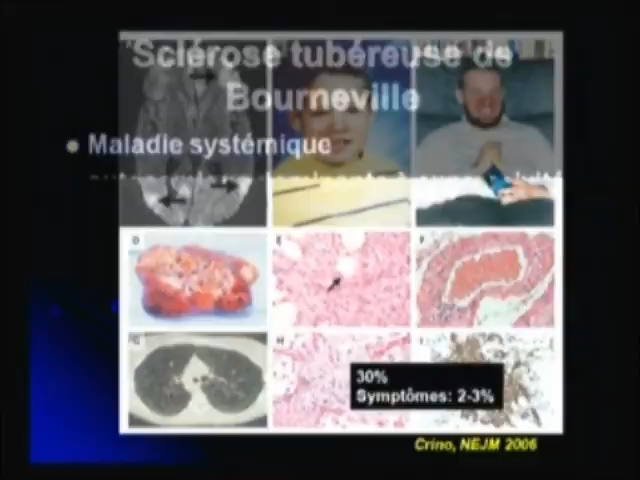 Sclérose tubéreuse de
Bourneville
Maladie systémique
D
E
F
G
H
30%
Symptômes: 2-3%
Crino, NEJM 2006